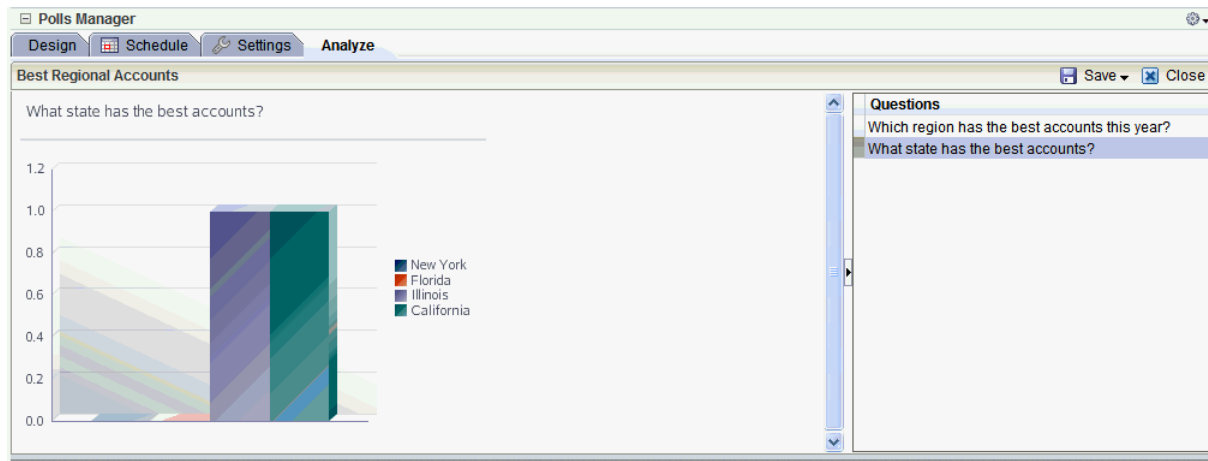 Polls Manager
Design Schedule Settings Analyze
Best Regional Accounts Save Close
What state has the best accounts?
1.2
1.0
0.8
0.6
0.4
0.2
0.0
New York
Florida
Illinois
California
Questions
Which region has the best accounts this year?
What state has the best accounts?